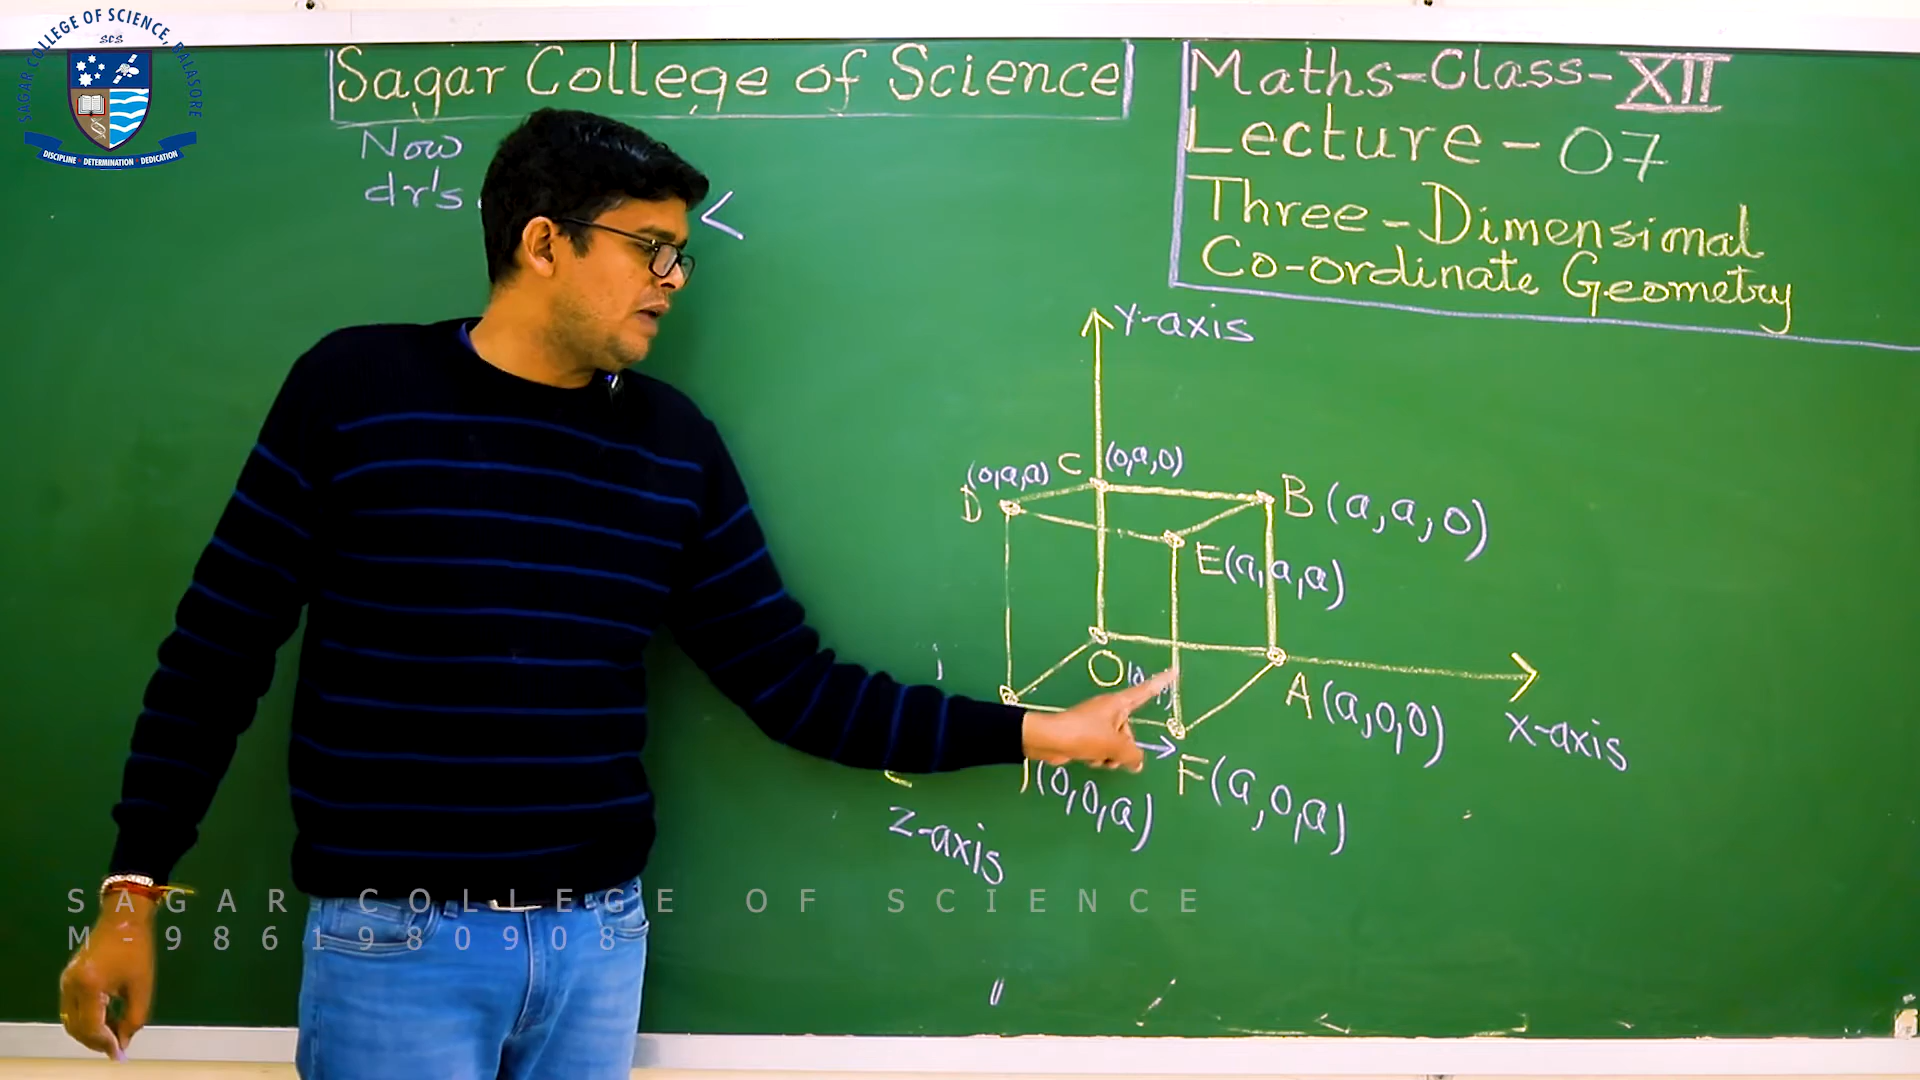 SAGAR COLLEGE OF SCIENCE, BALASORE
SCS
DISCIPLINE DETERMINATION DEDICATION
Sagar College of Science
Maths-Class-XII
Lecture-07
Three-Dimensional
Co-ordinate Geometry
Now
dr's
<
Y-axis
C (0,a,0)
(0,a,a)
D
B (a,a,0)
E(a,a,a)
O
A (a,0,0)
X-axis
(0,0,a)
F(a,0,a)
Z-axis
SAGAR COLLEGE OF SCIENCE
M-9861980908